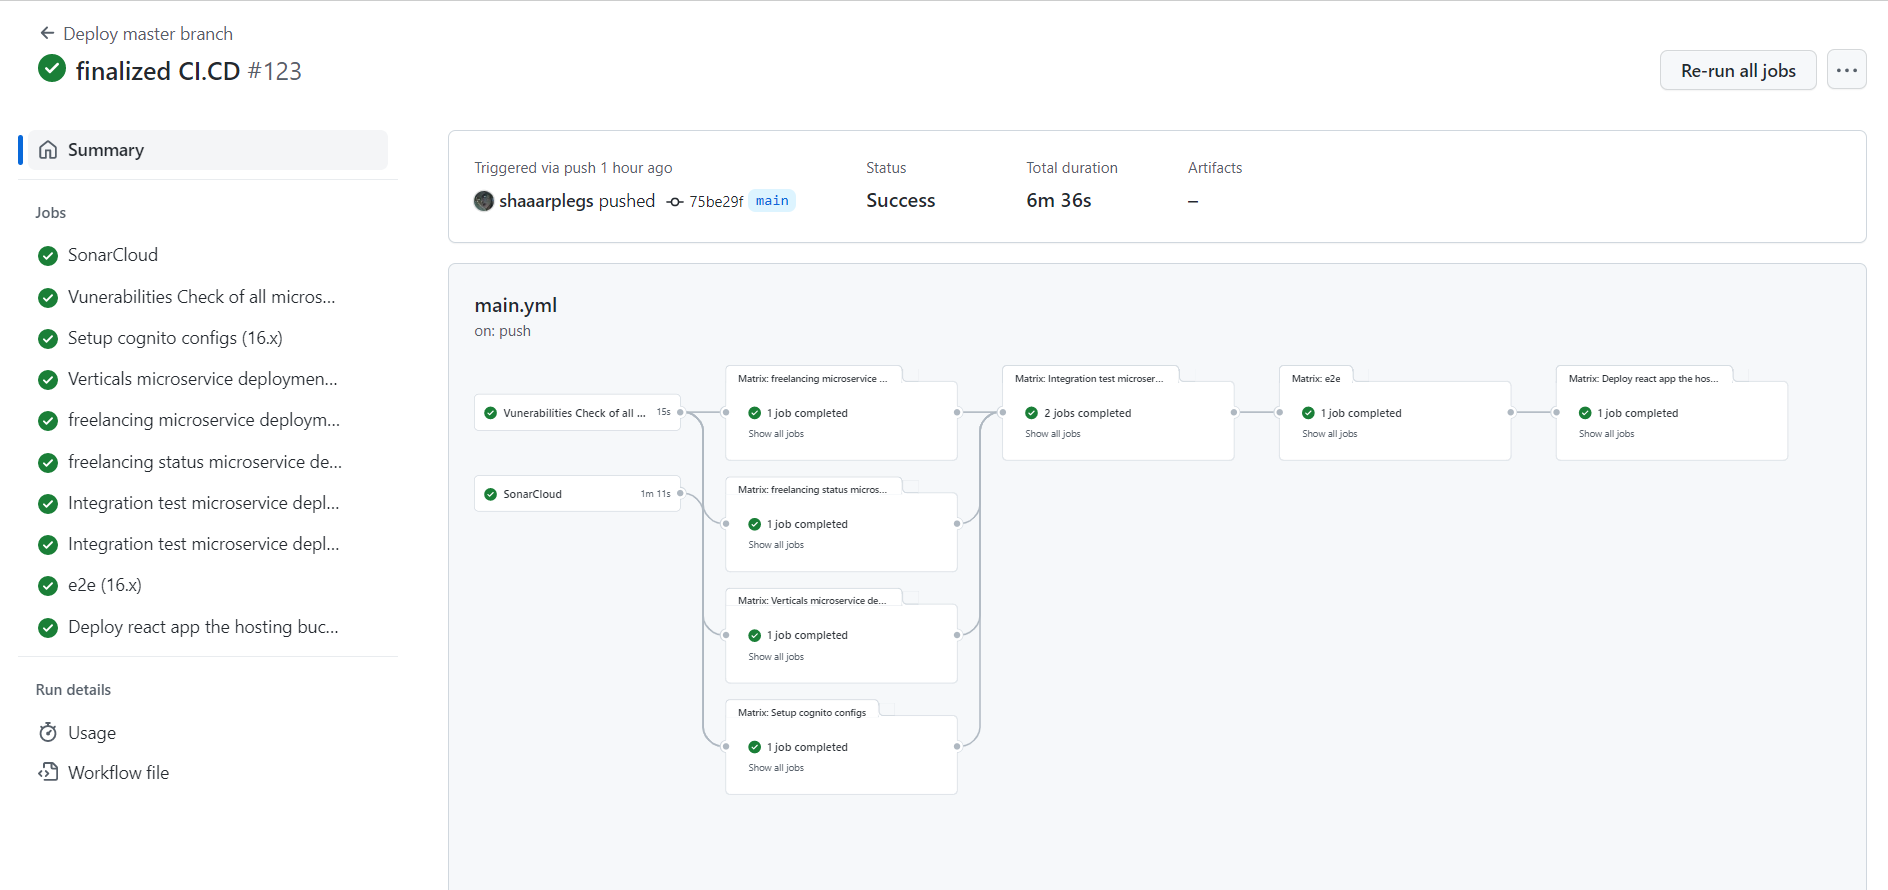 Deploy master branch
finalized CI.CD #123
Re-run all jobs
Summary
Jobs
SonarCloud
Vunerabilities Check of all micros...
Setup cognito configs (16.x)
Verticals microservice deploymen...
freelancing microservice deploym...
freelancing status microservice de...
Integration test microservice depl...
Integration test microservice depl...
e2e (16.x)
Deploy react app the hosting buc...
Run details
Usage
Workflow file
Triggered via push 1 hour ago
shaaarplegs pushed 75be29f main
Status
Success
Total duration
6m 36s
Artifacts
–
main.yml
on: push
Vunerabilities Check of all ... 15s
SonarCloud 1m 11s
Matrix: freelancing microservice ...
1 job completed
Show all jobs
Matrix: freelancing status micros...
1 job completed
Show all jobs
Matrix: Verticals microservice de...
1 job completed
Show all jobs
Matrix: Setup cognito configs
1 job completed
Show all jobs
Matrix: Integration test microser...
2 jobs completed
Show all jobs
Matrix: e2e
1 job completed
Show all jobs
Matrix: Deploy react app the hos...
1 job completed
Show all jobs